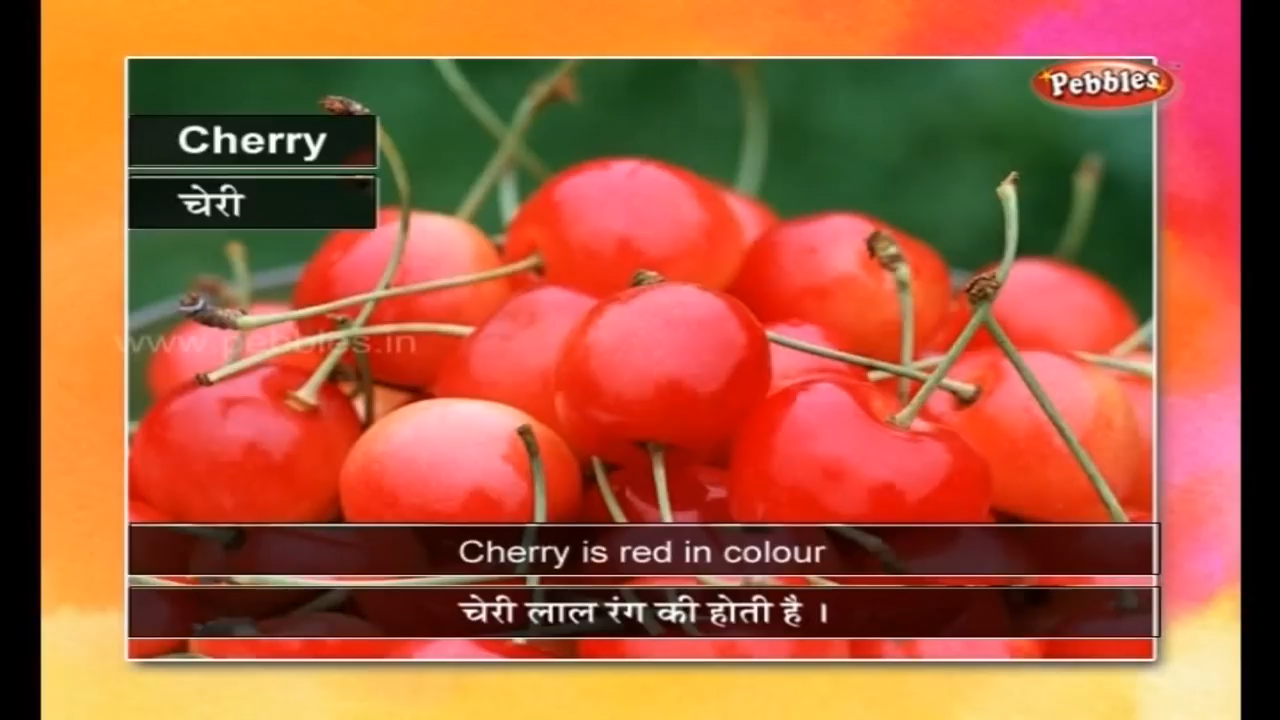 Pebbles
Cherry
चेरी
www.pebbles.in
Cherry is red in colour
चेरी लाल रंग की होती है ।